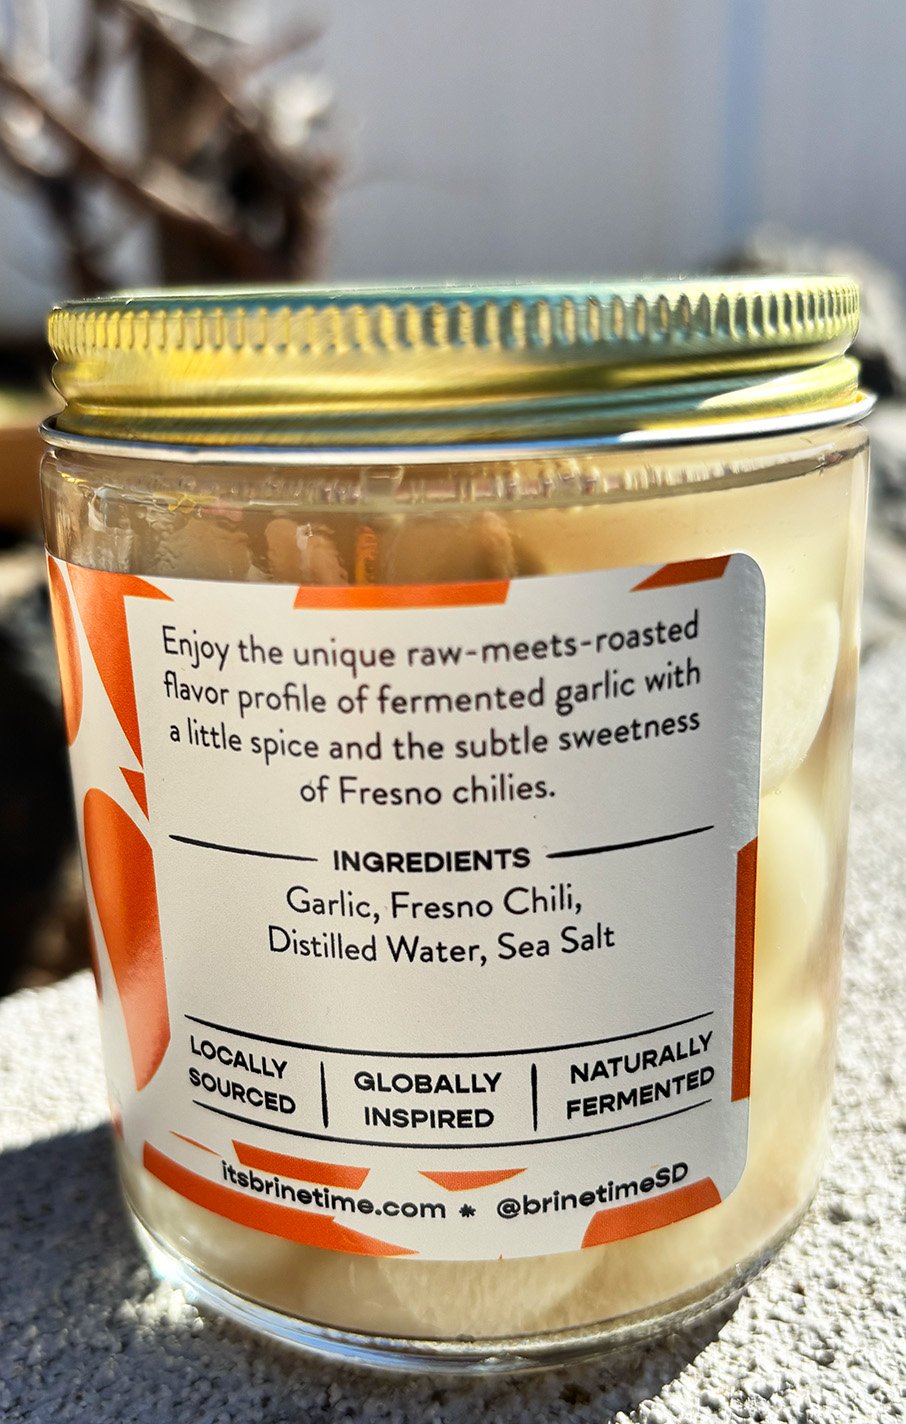 Enjoy the unique raw-meets-roasted
flavor profile of fermented garlic with
a little spice and the subtle sweetness
of Fresno chilies.
INGREDIENTS
Garlic, Fresno Chili,
Distilled Water, Sea Salt
LOCALLY
SOURCED
GLOBALLY
INSPIRED
NATURALLY
FERMENTED
itsbrinetime.com * @brinetimeSD